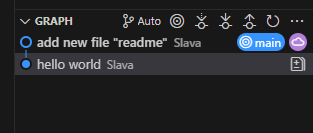 GRAPH Auto
add new file "readme" Slava main
hello world Slava